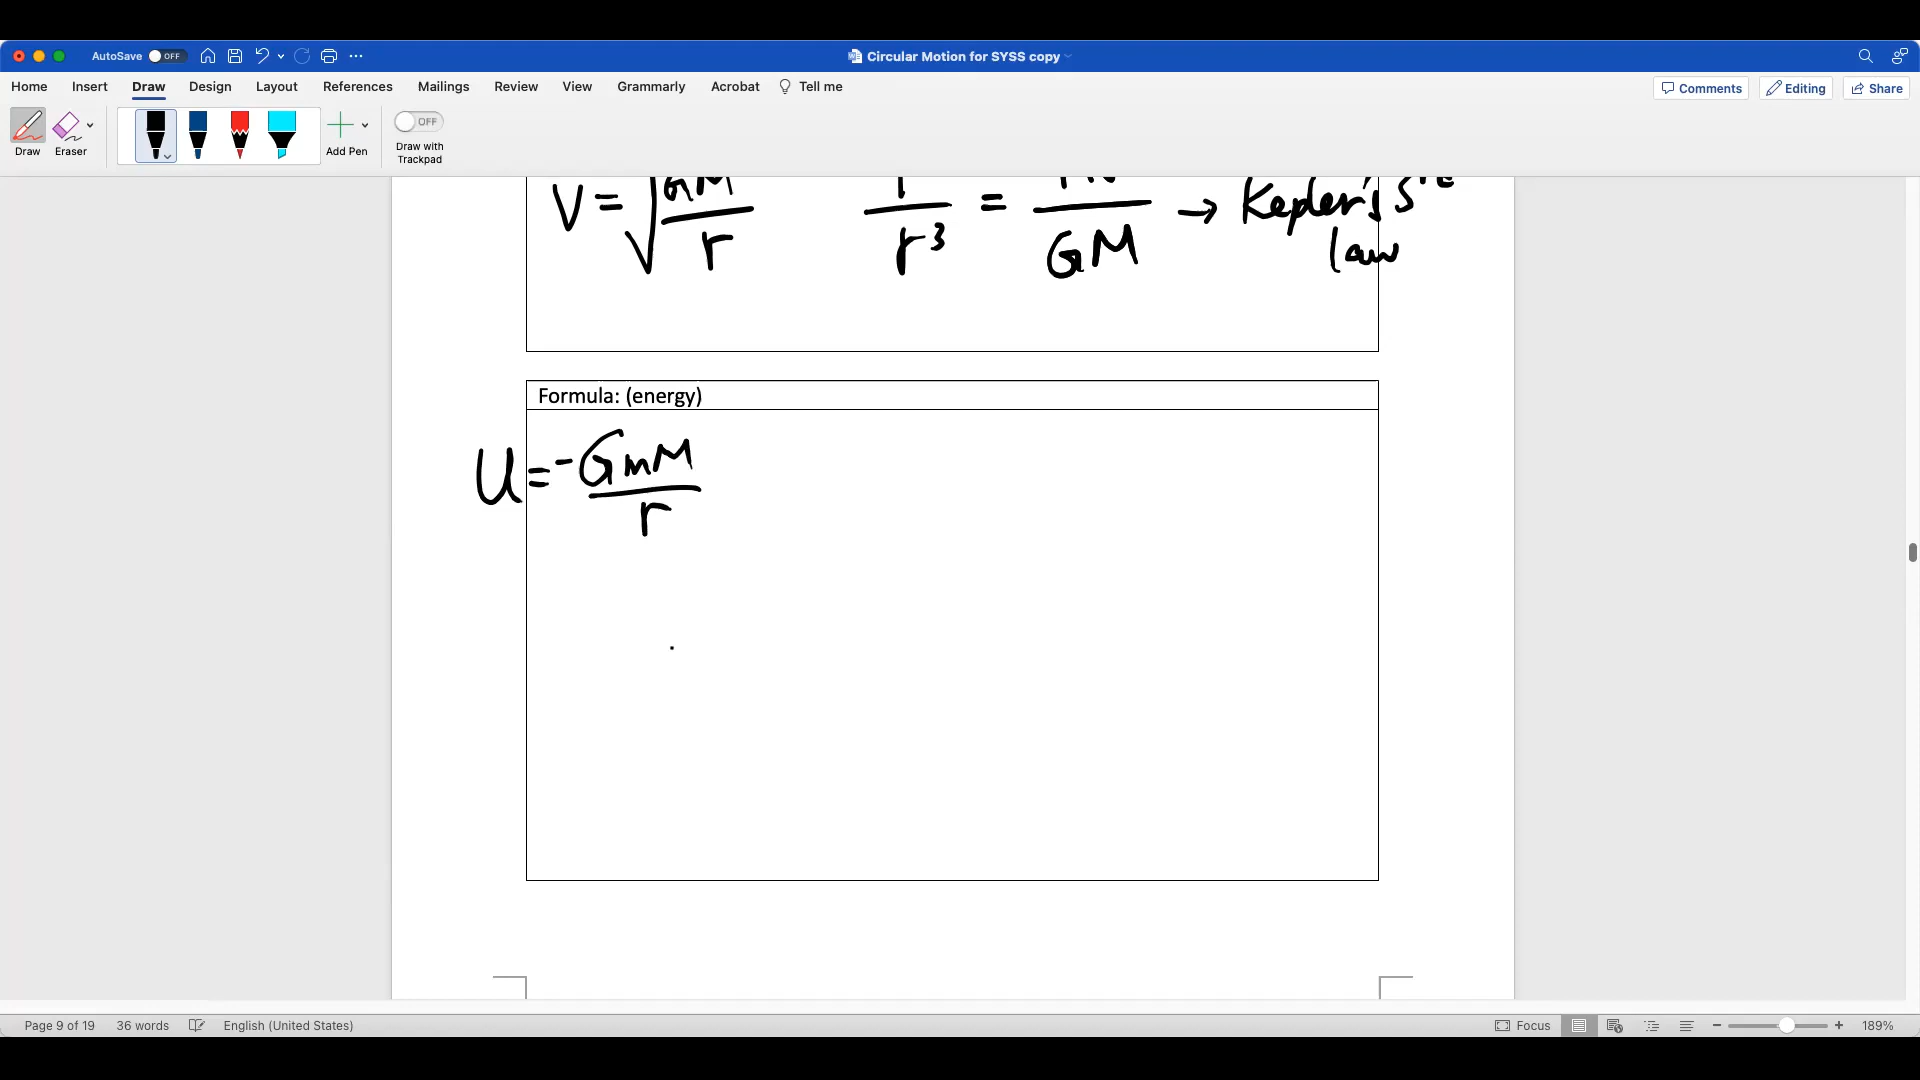 AutoSave OFF
Circular Motion for SYSS copy
Home Insert Draw Design Layout References Mailings Review View Grammarly Acrobat Tell me
Comments Editing Share
Draw Eraser Add Pen OFF Draw with Trackpad
V = √GM/r
r³ = GM → Kepler's
law
Formula: (energy)
U = -GmM/r
Page 9 of 19 36 words English (United States) Focus 189%